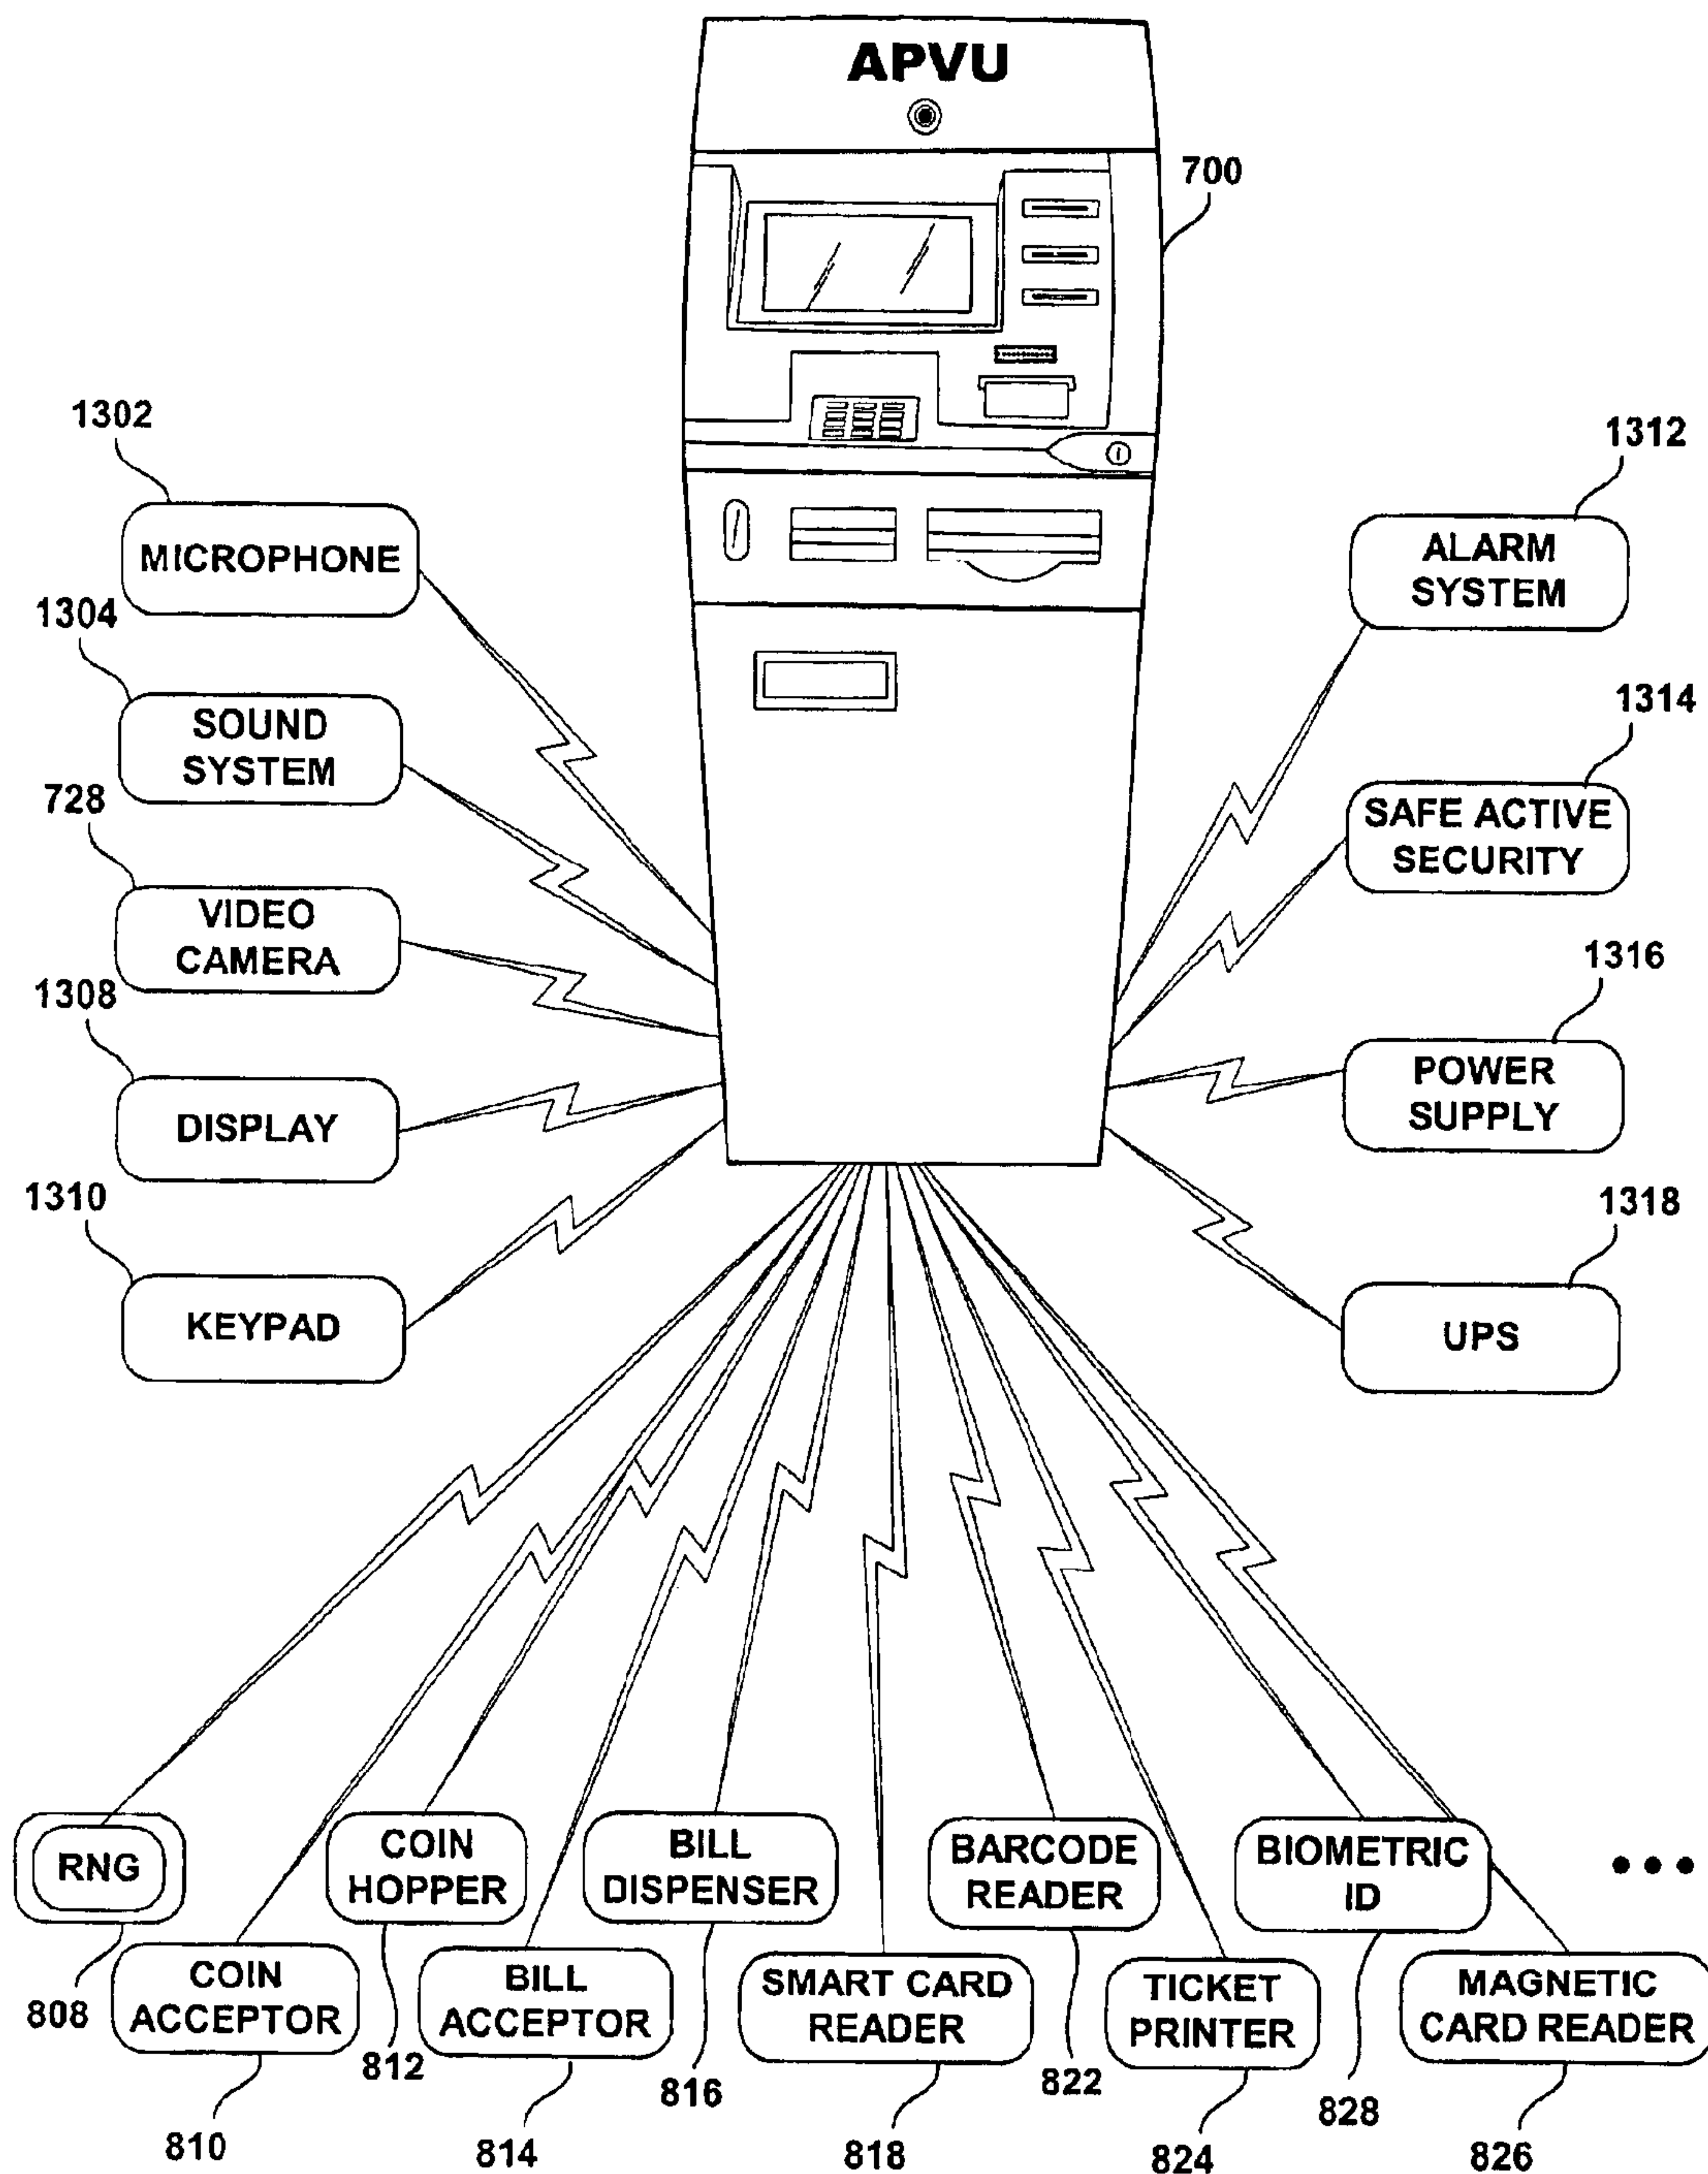 APVU
700
1302
MICROPHONE
1304
SOUND
SYSTEM
728
VIDEO
CAMERA
1308
DISPLAY
1310
KEYPAD
1312
ALARM
SYSTEM
1314
SAFE ACTIVE
SECURITY
1316
POWER
SUPPLY
1318
UPS
RNG
808
COIN
ACCEPTOR
810
COIN
HOPPER
812
BILL
ACCEPTOR
814
BILL
DISPENSER
816
SMART CARD
READER
818
BARCODE
READER
822
TICKET
PRINTER
824
BIOMETRIC
ID
828
MAGNETIC
CARD READER
826
•••